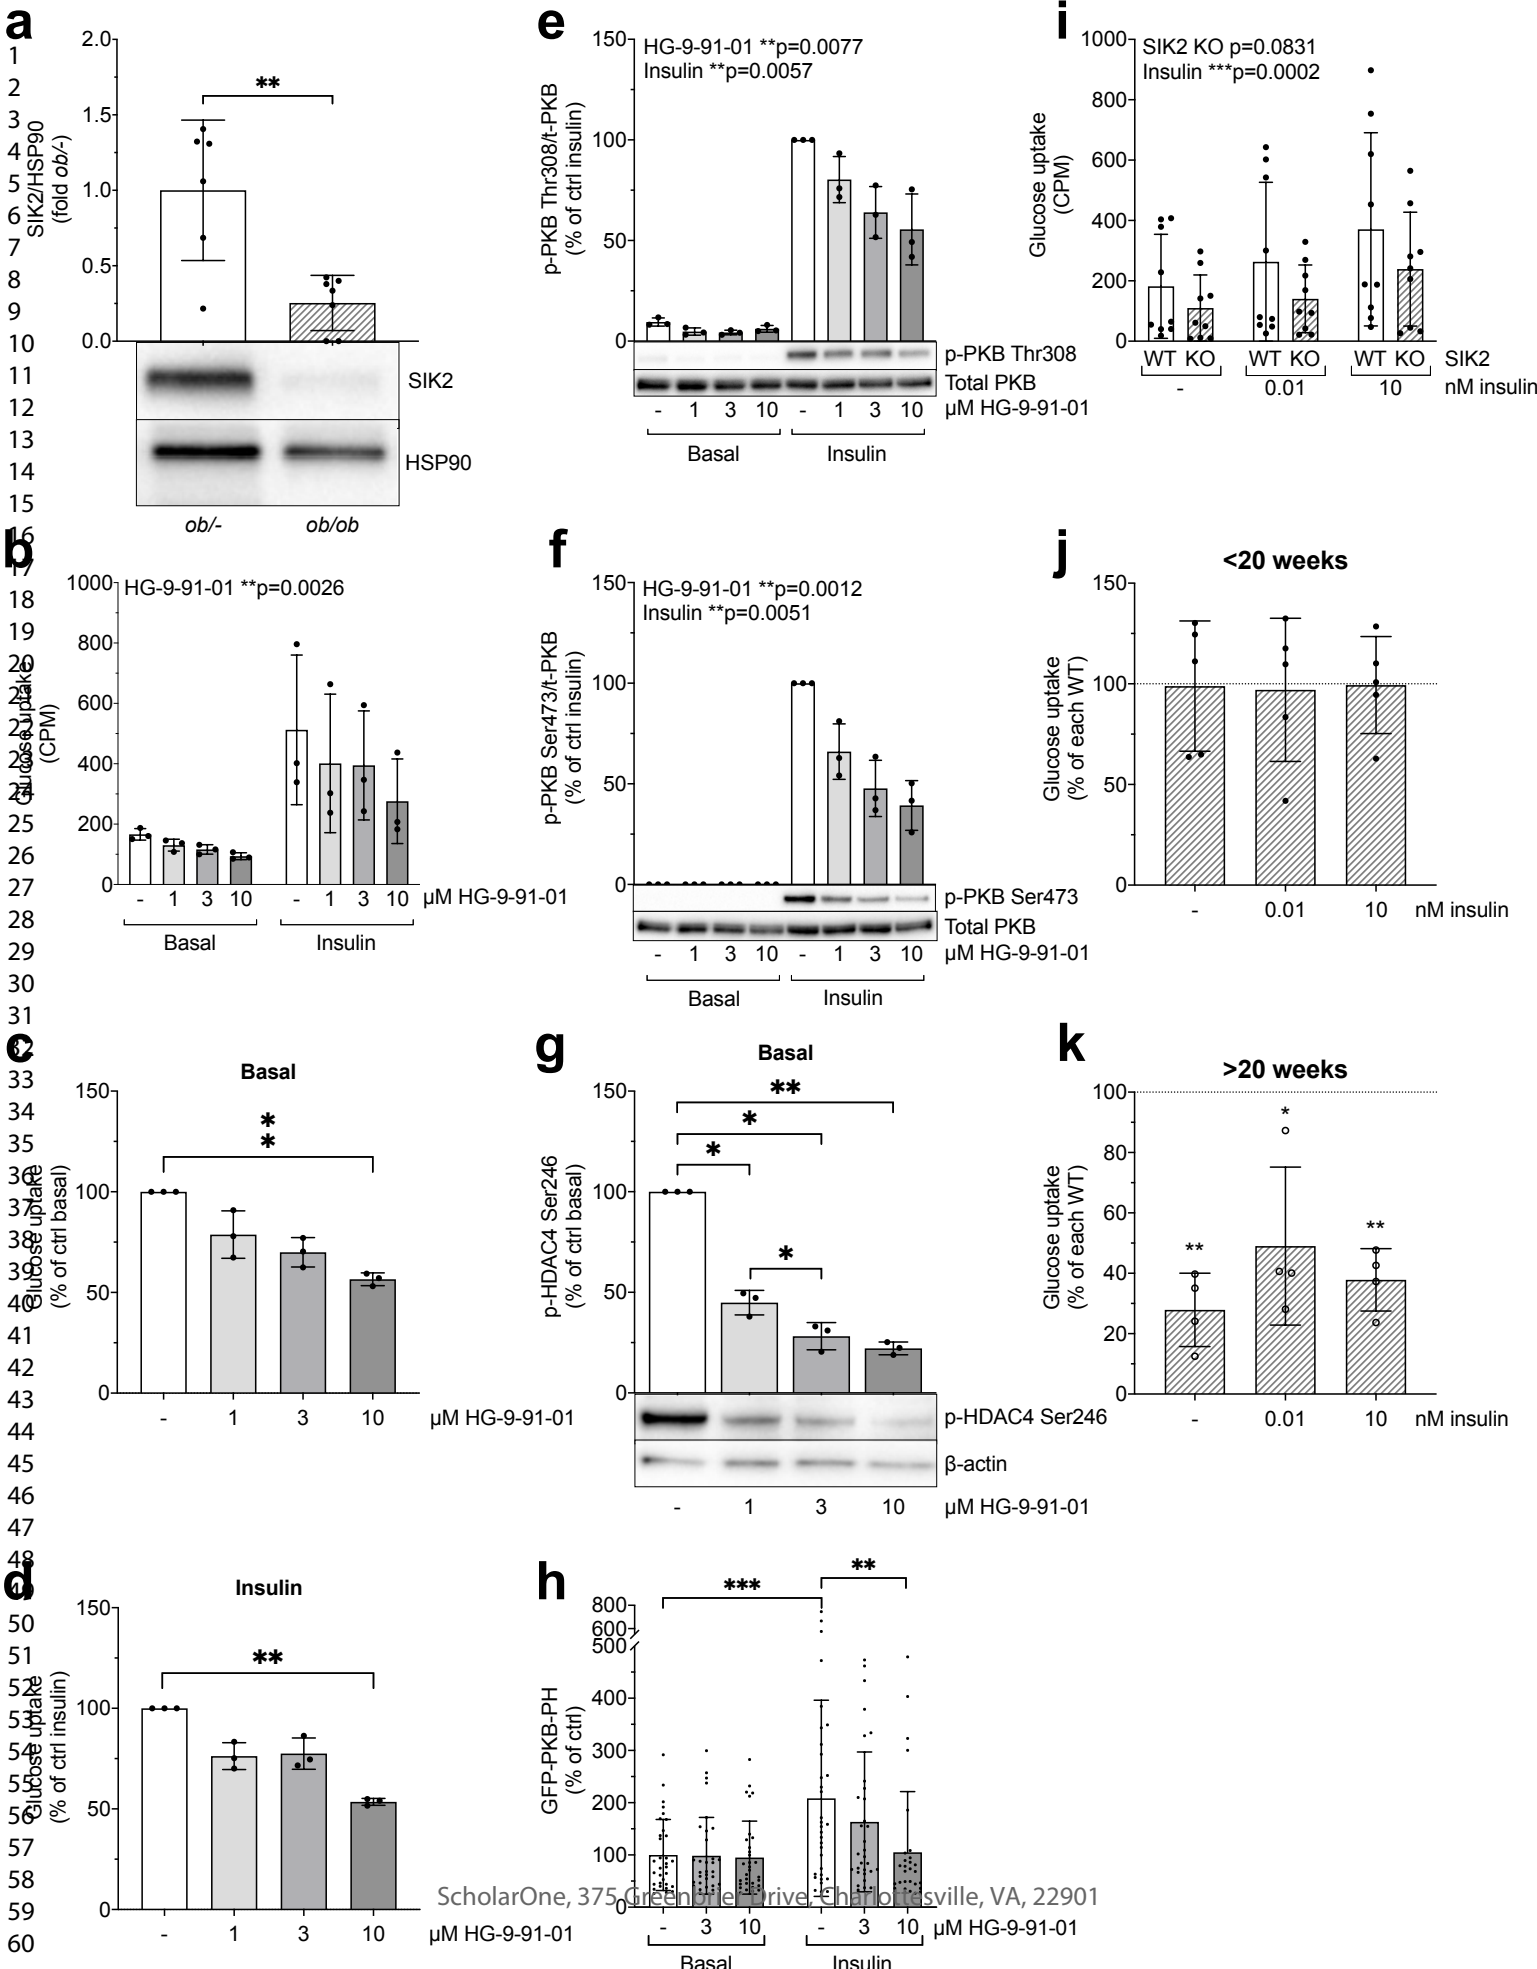 1
2
3
4
5
6
7
8
9
10
11
12
13
14
15
16
17
18
19
20
21
22
23
24
25
26
27
28
29
30
31
32
33
34
35
36
37
38
39
40
41
42
43
44
45
46
47
48
49
50
51
52
53
54
55
56
57
58
59
60
a
SIK2/HSP90
(fold ob/-)
2.0
1.5
1.0
0.5
0.0
**
SIK2
HSP90
ob/- ob/ob
b
Glucose uptake
(CPM)
1000
800
600
400
200
0
HG-9-91-01 **p=0.0026
- 1 3 10 - 1 3 10 µM HG-9-91-01
Basal Insulin
c
Basal
Glucose uptake
(% of ctrl basal)
150
100
50
0
*
*
- 1 3 10 µM HG-9-91-01
d
Insulin
Glucose uptake
(% of ctrl insulin)
150
100
50
0
**
- 1 3 10 µM HG-9-91-01
e
p-PKB Thr308/t-PKB
(% of ctrl insulin)
150
100
50
0
HG-9-91-01 **p=0.0077
Insulin **p=0.0057
p-PKB Thr308
Total PKB
- 1 3 10 - 1 3 10 µM HG-9-91-01
Basal Insulin
f
p-PKB Ser473/t-PKB
(% of ctrl insulin)
150
100
50
0
HG-9-91-01 **p=0.0012
Insulin **p=0.0051
p-PKB Ser473
Total PKB
- 1 3 10 - 1 3 10 µM HG-9-91-01
Basal Insulin
g
Basal
p-HDAC4 Ser246
(% of ctrl basal)
150
100
50
0
**
*
*
*
p-HDAC4 Ser246
β-actin
- 1 3 10 µM HG-9-91-01
h
GFP-PKB-PH
(% of ctrl)
800
600
500
400
300
200
100
0
***
**
- 3 10 - 3 10 µM HG-9-91-01
Basal Insulin
i
Glucose uptake
(CPM)
1000
800
600
400
200
0
SIK2 KO p=0.0831
Insulin ***p=0.0002
WT KO WT KO WT KO SIK2
- 0.01 10 nM insulin
j
<20 weeks
Glucose uptake
(% of each WT)
150
100
50
0
- 0.01 10 nM insulin
k
>20 weeks
Glucose uptake
(% of each WT)
100
80
60
40
20
0
**
*
**
- 0.01 10 nM insulin
ScholarOne, 375 Greenbrier Drive, Charlottesville, VA, 22901